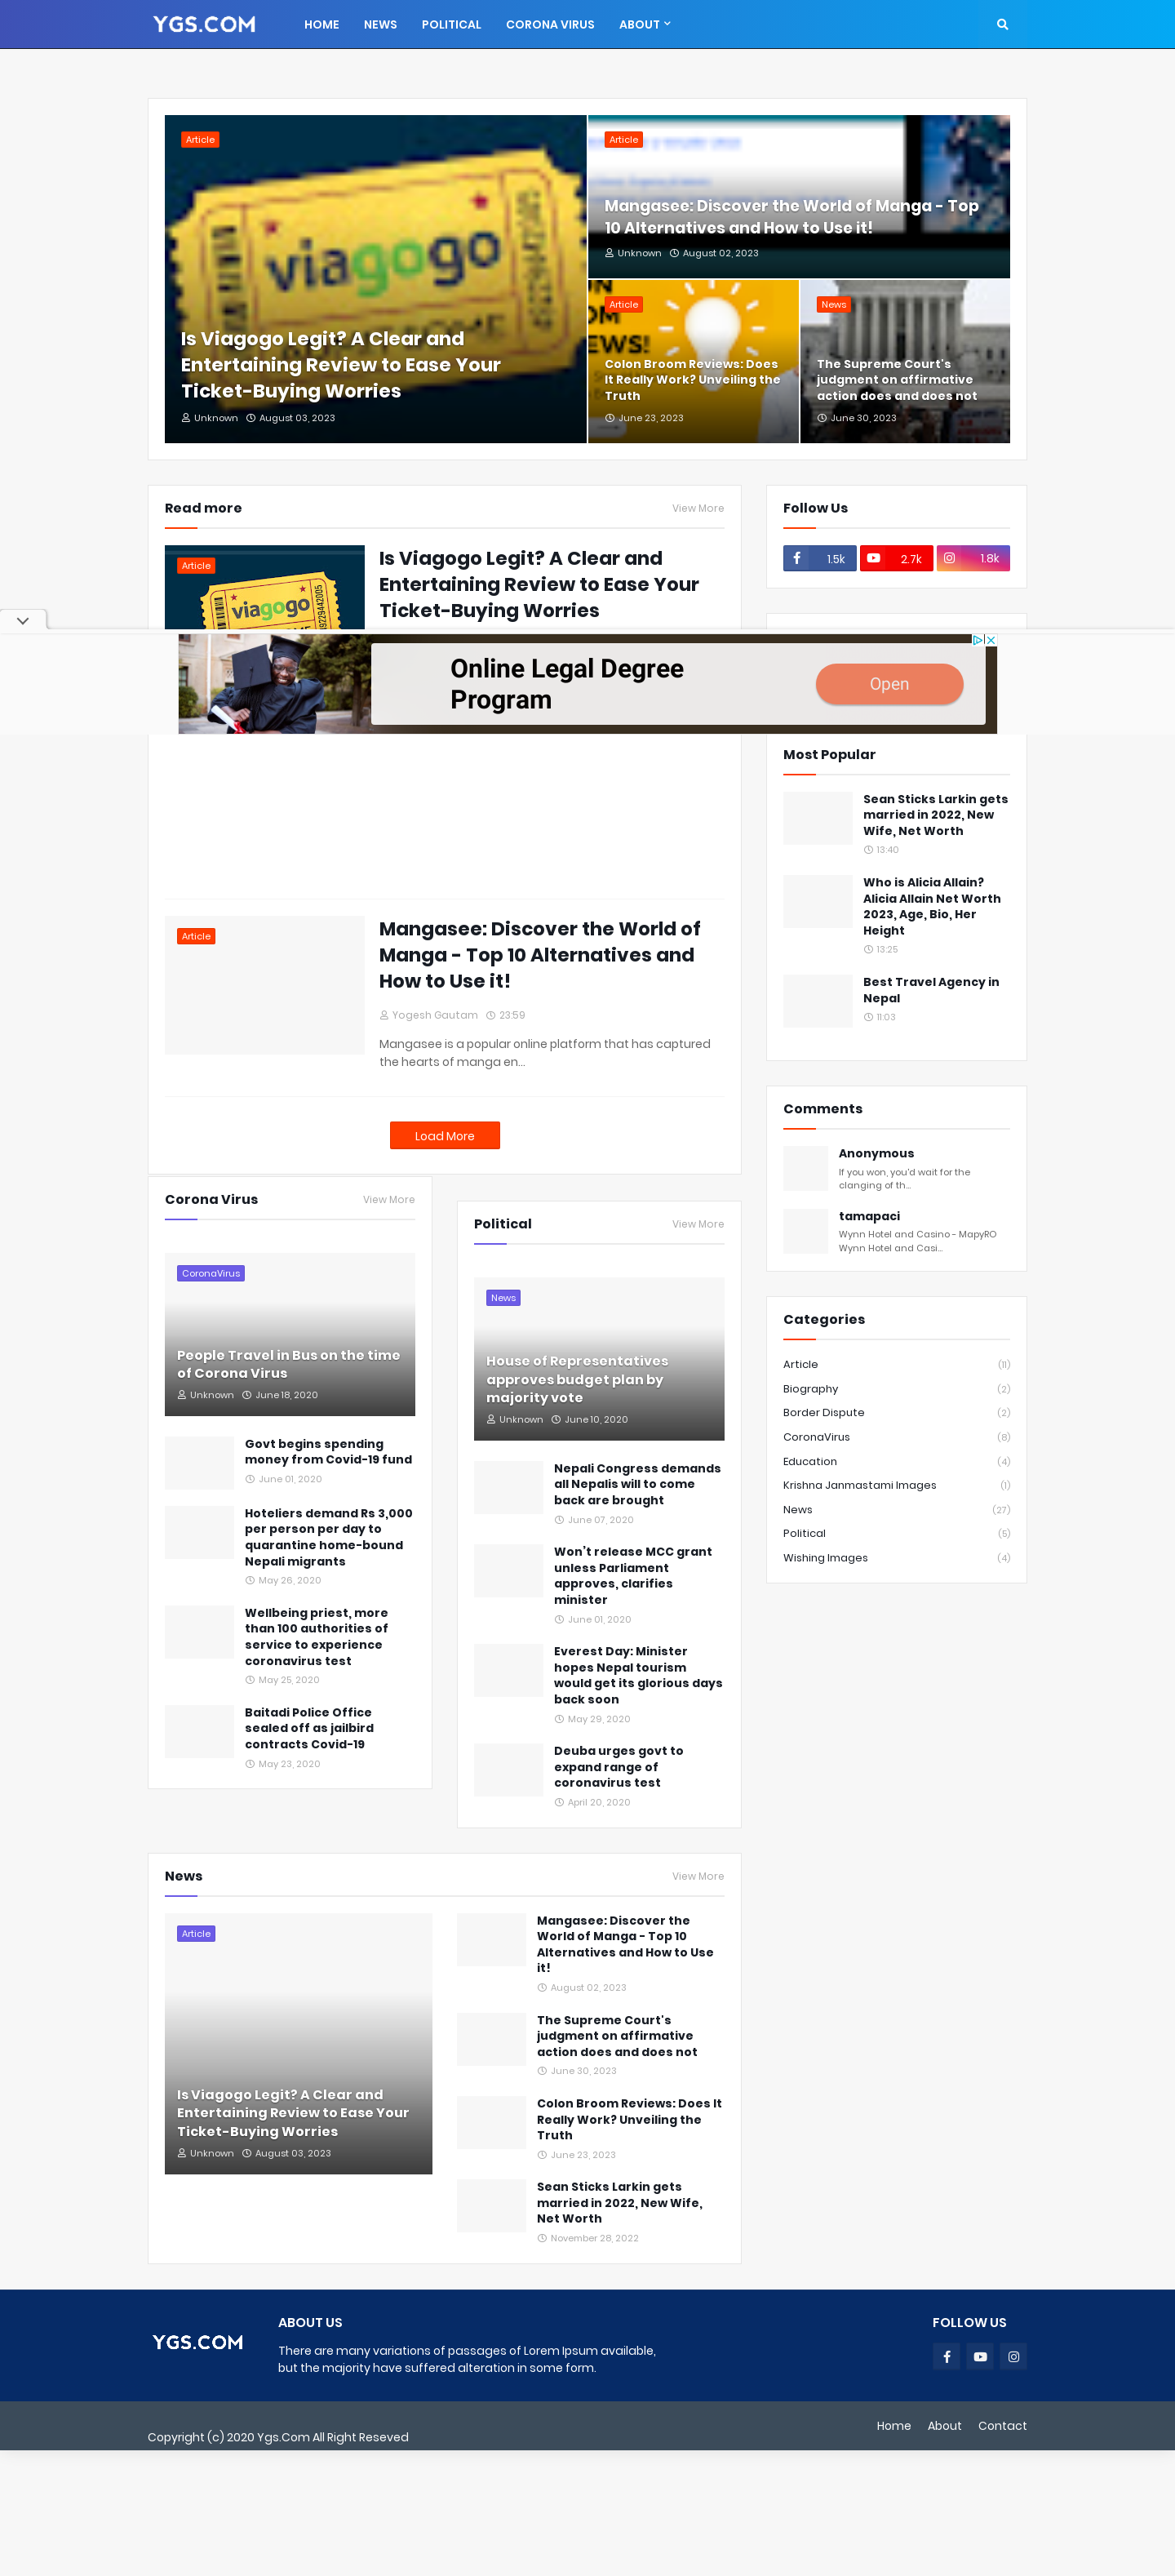 YGS.COM
HOME
NEWS
POLITICAL
CORONA VIRUS
ABOUT
Article
viagogo
Is Viagogo Legit? A Clear and
Entertaining Review to Ease Your
Ticket-Buying Worries
Unknown August 03, 2023
Article
Mangasee: Discover the World of Manga - Top
10 Alternatives and How to Use it!
Unknown August 02, 2023
Article
Colon Broom Reviews: Does
It Really Work? Unveiling the
Truth
June 23, 2023
News
The Supreme Court's
judgment on affirmative
action does and does not
June 30, 2023
Read more
View More
Article
viagogo
Is Viagogo Legit? A Clear and
Entertaining Review to Ease Your
Ticket-Buying Worries
Follow Us
1.5k
2.7k
1.8k
Online Legal Degree
Program
Open
Article
Mangasee: Discover the World of
Manga - Top 10 Alternatives and
How to Use it!
Yogesh Gautam 23:59
Mangasee is a popular online platform that has captured
the hearts of manga en...
Load More
Most Popular
Sean Sticks Larkin gets
married in 2022, New
Wife, Net Worth
13:40
Who is Alicia Allain?
Alicia Allain Net Worth
2023, Age, Bio, Her
Height
13:25
Best Travel Agency in
Nepal
11:03
Comments
Anonymous
If you won, you'd wait for the
clanging of th...
tamapaci
Wynn Hotel and Casino - MapyRO
Wynn Hotel and Casi...
Categories
Article (11)
Biography (2)
Border Dispute (2)
CoronaVirus (8)
Education (4)
Krishna Janmastami Images (1)
News (27)
Political (5)
Wishing Images (4)
Corona Virus
View More
CoronaVirus
People Travel in Bus on the time
of Corona Virus
Unknown June 18, 2020
Govt begins spending
money from Covid-19 fund
June 01, 2020
Hoteliers demand Rs 3,000
per person per day to
quarantine home-bound
Nepali migrants
May 26, 2020
Wellbeing priest, more
than 100 authorities of
service to experience
coronavirus test
May 25, 2020
Baitadi Police Office
sealed off as jailbird
contracts Covid-19
May 23, 2020
Political
View More
News
House of Representatives
approves budget plan by
majority vote
Unknown June 10, 2020
Nepali Congress demands
all Nepalis will to come
back are brought
June 07, 2020
Won't release MCC grant
unless Parliament
approves, clarifies
minister
June 01, 2020
Everest Day: Minister
hopes Nepal tourism
would get its glorious days
back soon
May 29, 2020
Deuba urges govt to
expand range of
coronavirus test
April 20, 2020
News
View More
Article
Is Viagogo Legit? A Clear and
Entertaining Review to Ease Your
Ticket-Buying Worries
Unknown August 03, 2023
Mangasee: Discover the
World of Manga - Top 10
Alternatives and How to Use
it!
August 02, 2023
The Supreme Court's
judgment on affirmative
action does and does not
June 30, 2023
Colon Broom Reviews: Does It
Really Work? Unveiling the
Truth
June 23, 2023
Sean Sticks Larkin gets
married in 2022, New Wife,
Net Worth
November 28, 2022
YGS.COM
ABOUT US
There are many variations of passages of Lorem Ipsum available,
but the majority have suffered alteration in some form.
FOLLOW US
Copyright (c) 2020 Ygs.Com All Right Reseved
Home
About
Contact